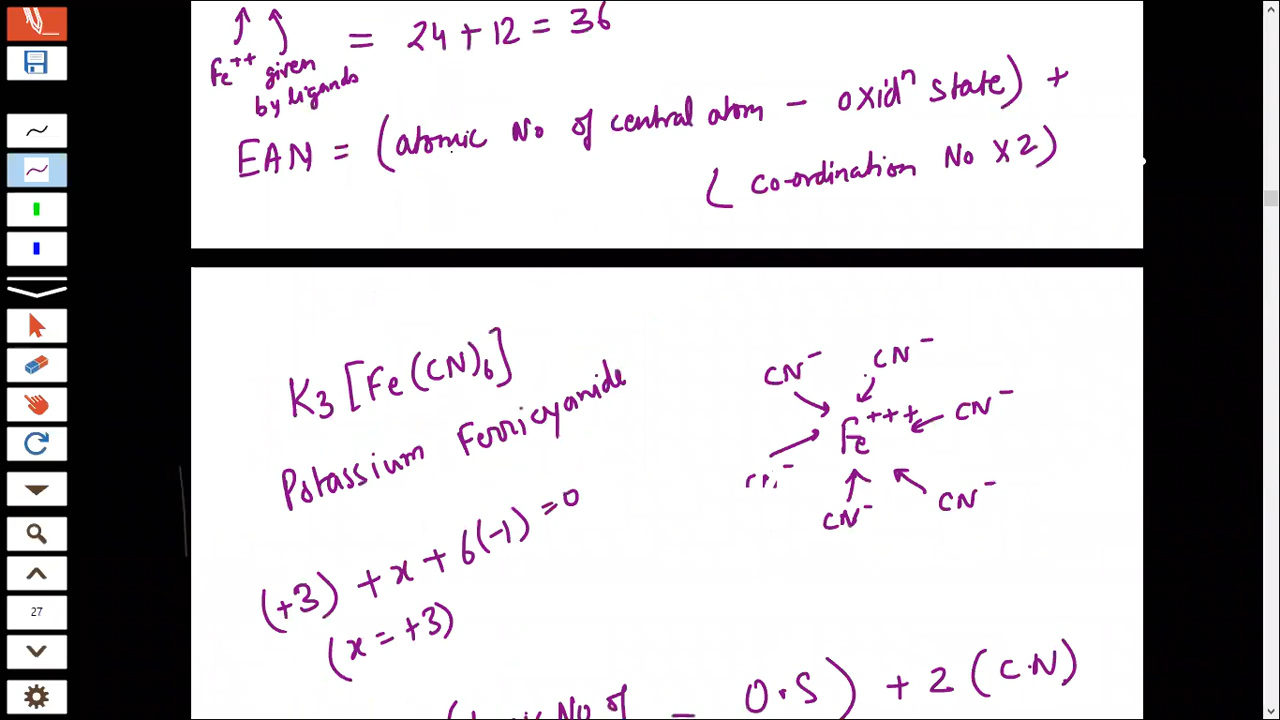 = 24 + 12 = 36
Fe++ given by ligands
EAN = (atomic No of central atom - oxidn state) +
( co-ordination No x 2)
K3 [Fe(CN)6]
Potassium Ferricyanide
(+3) + x + 6(-1) = 0
(x = +3)
CN- CN-
Fe+++ CN-
CN- CN-
No of - O.S ) + 2 (C.N)
27